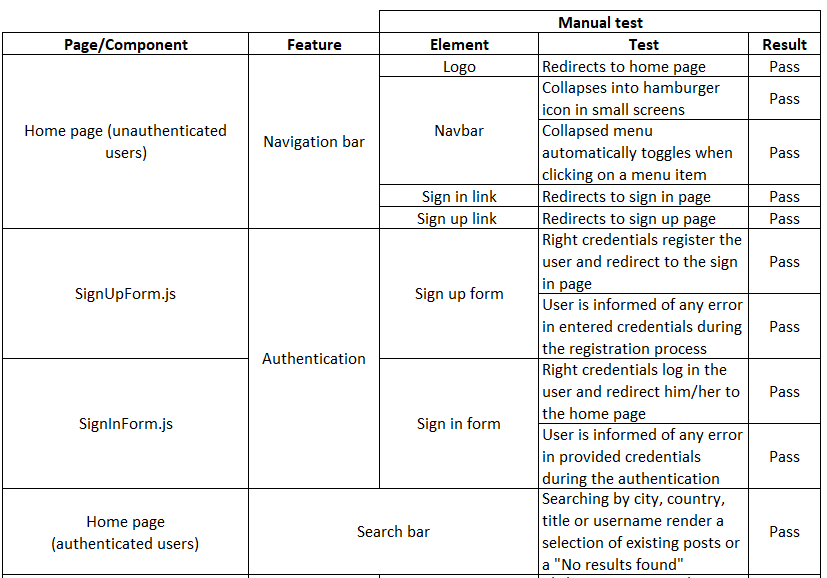 Manual test
Page/Component Feature Element Test Result
Logo Redirects to home page Pass
Home page (unauthenticated
users)
Navigation bar
Navbar
Collapses into hamburger
icon in small screens
Pass
Collapsed menu
automatically toggles when
clicking on a menu item
Pass
Sign in link Redirects to sign in page Pass
Sign up link Redirects to sign up page Pass
SignUpForm.js
Authentication
Sign up form
Right credentials register the
user and redirect to the sign
in page
Pass
User is informed of any error
in entered credentials during
the registration process
Pass
SignInForm.js
Sign in form
Right credentials log in the
user and redirect him/her to
the home page
Pass
User is informed of any error
in provided credentials
during the authentication
Pass
Home page
(authenticated users)
Search bar
Searching by city, country,
title or username render a
selection of existing posts or
a "No results found"
Pass